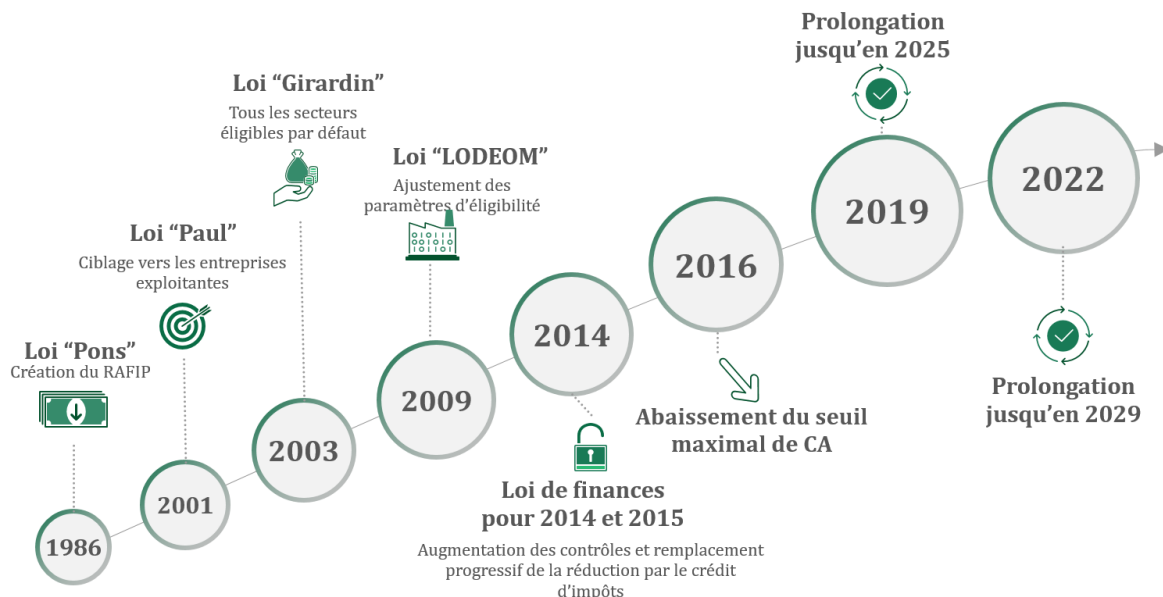 Loi “Pons”
Création du RAFIP
1986
Loi “Paul”
Ciblage vers les entreprises
exploitantes
2001
Loi “Girardin”
Tous les secteurs
éligibles par défaut
2003
Loi “LODEOM”
Ajustement des
paramètres d’éligibilité
2009
2014
Loi de finances
pour 2014 et 2015
Augmentation des contrôles et remplacement
progressif de la réduction par le crédit
d’impôts
2016
Abaissement du seuil
maximal de CA
Prolongation
jusqu’en 2025
2019
2022
Prolongation
jusqu’en 2029